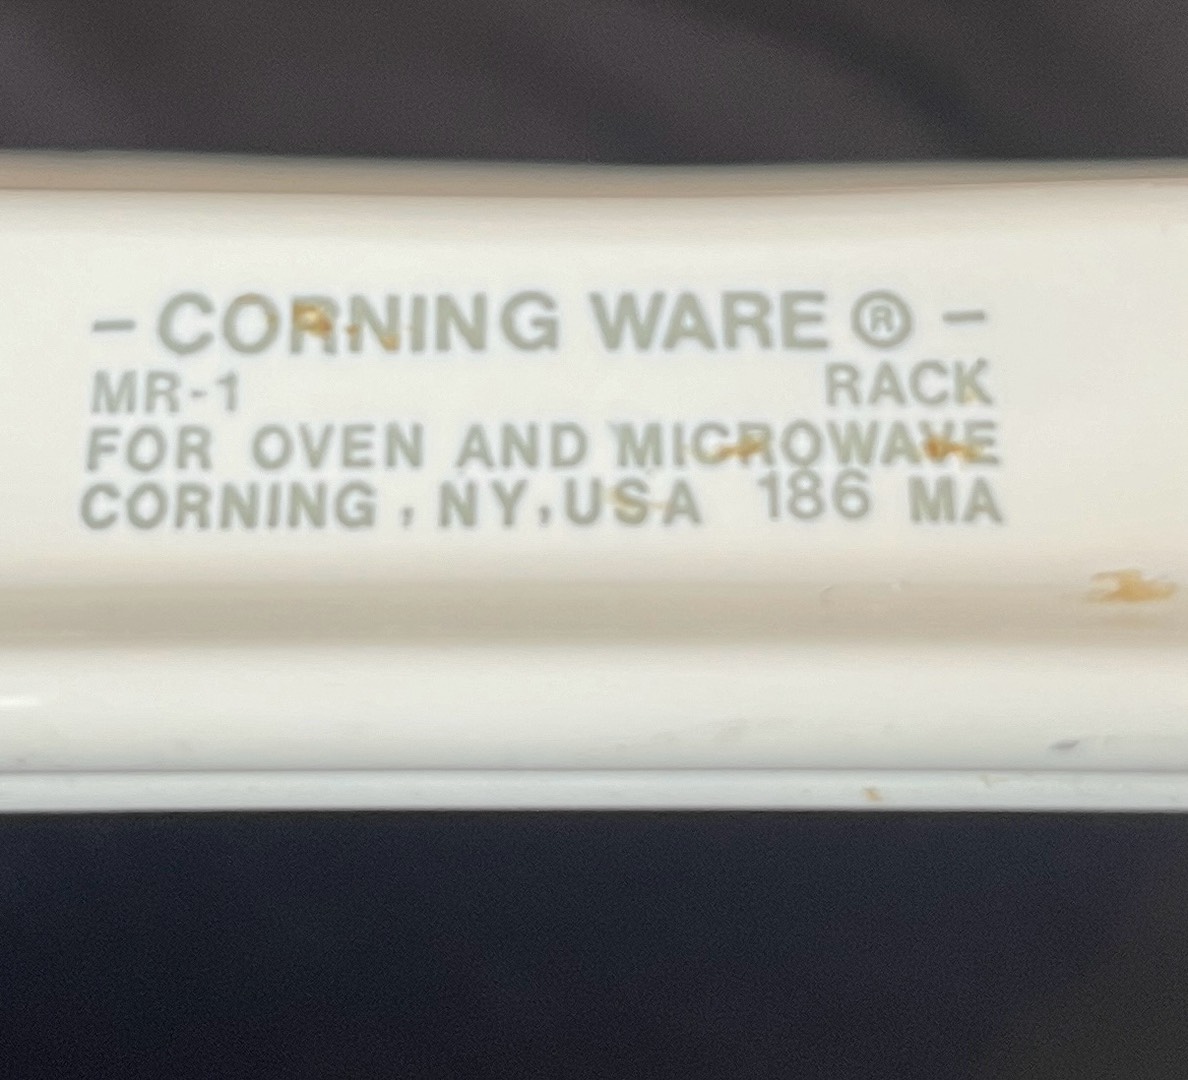 - CORNING WARE ® -
MR-1 RACK
FOR OVEN AND MICROWAVE
CORNING, NY, USA 186 MA